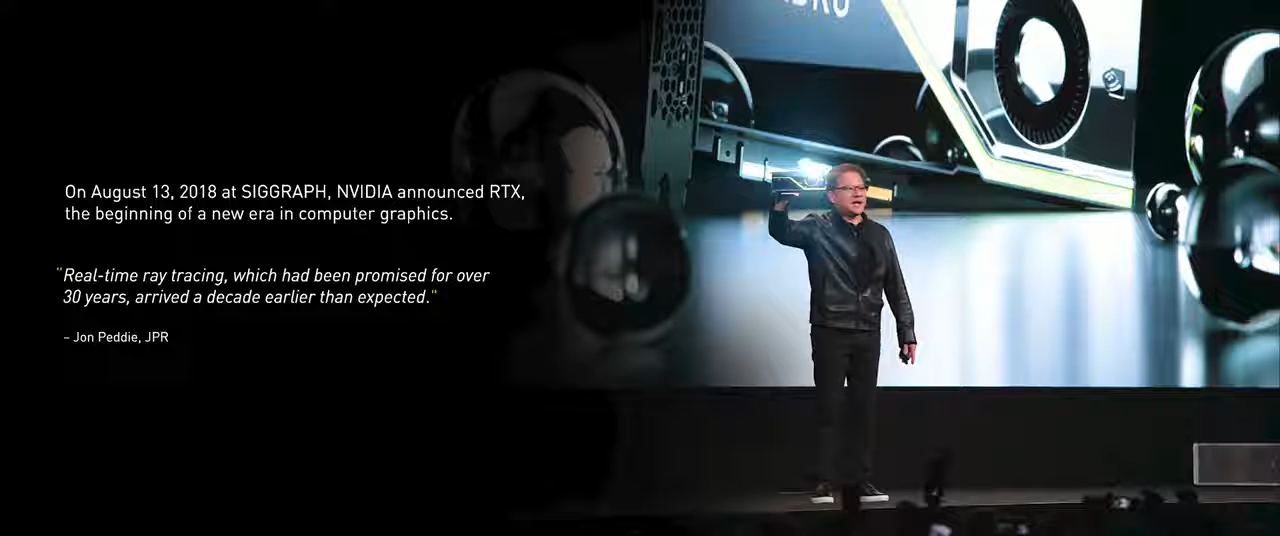 On August 13, 2018 at SIGGRAPH, NVIDIA announced RTX,
the beginning of a new era in computer graphics.
"Real-time ray tracing, which had been promised for over
30 years, arrived a decade earlier than expected."
– Jon Peddie, JPR